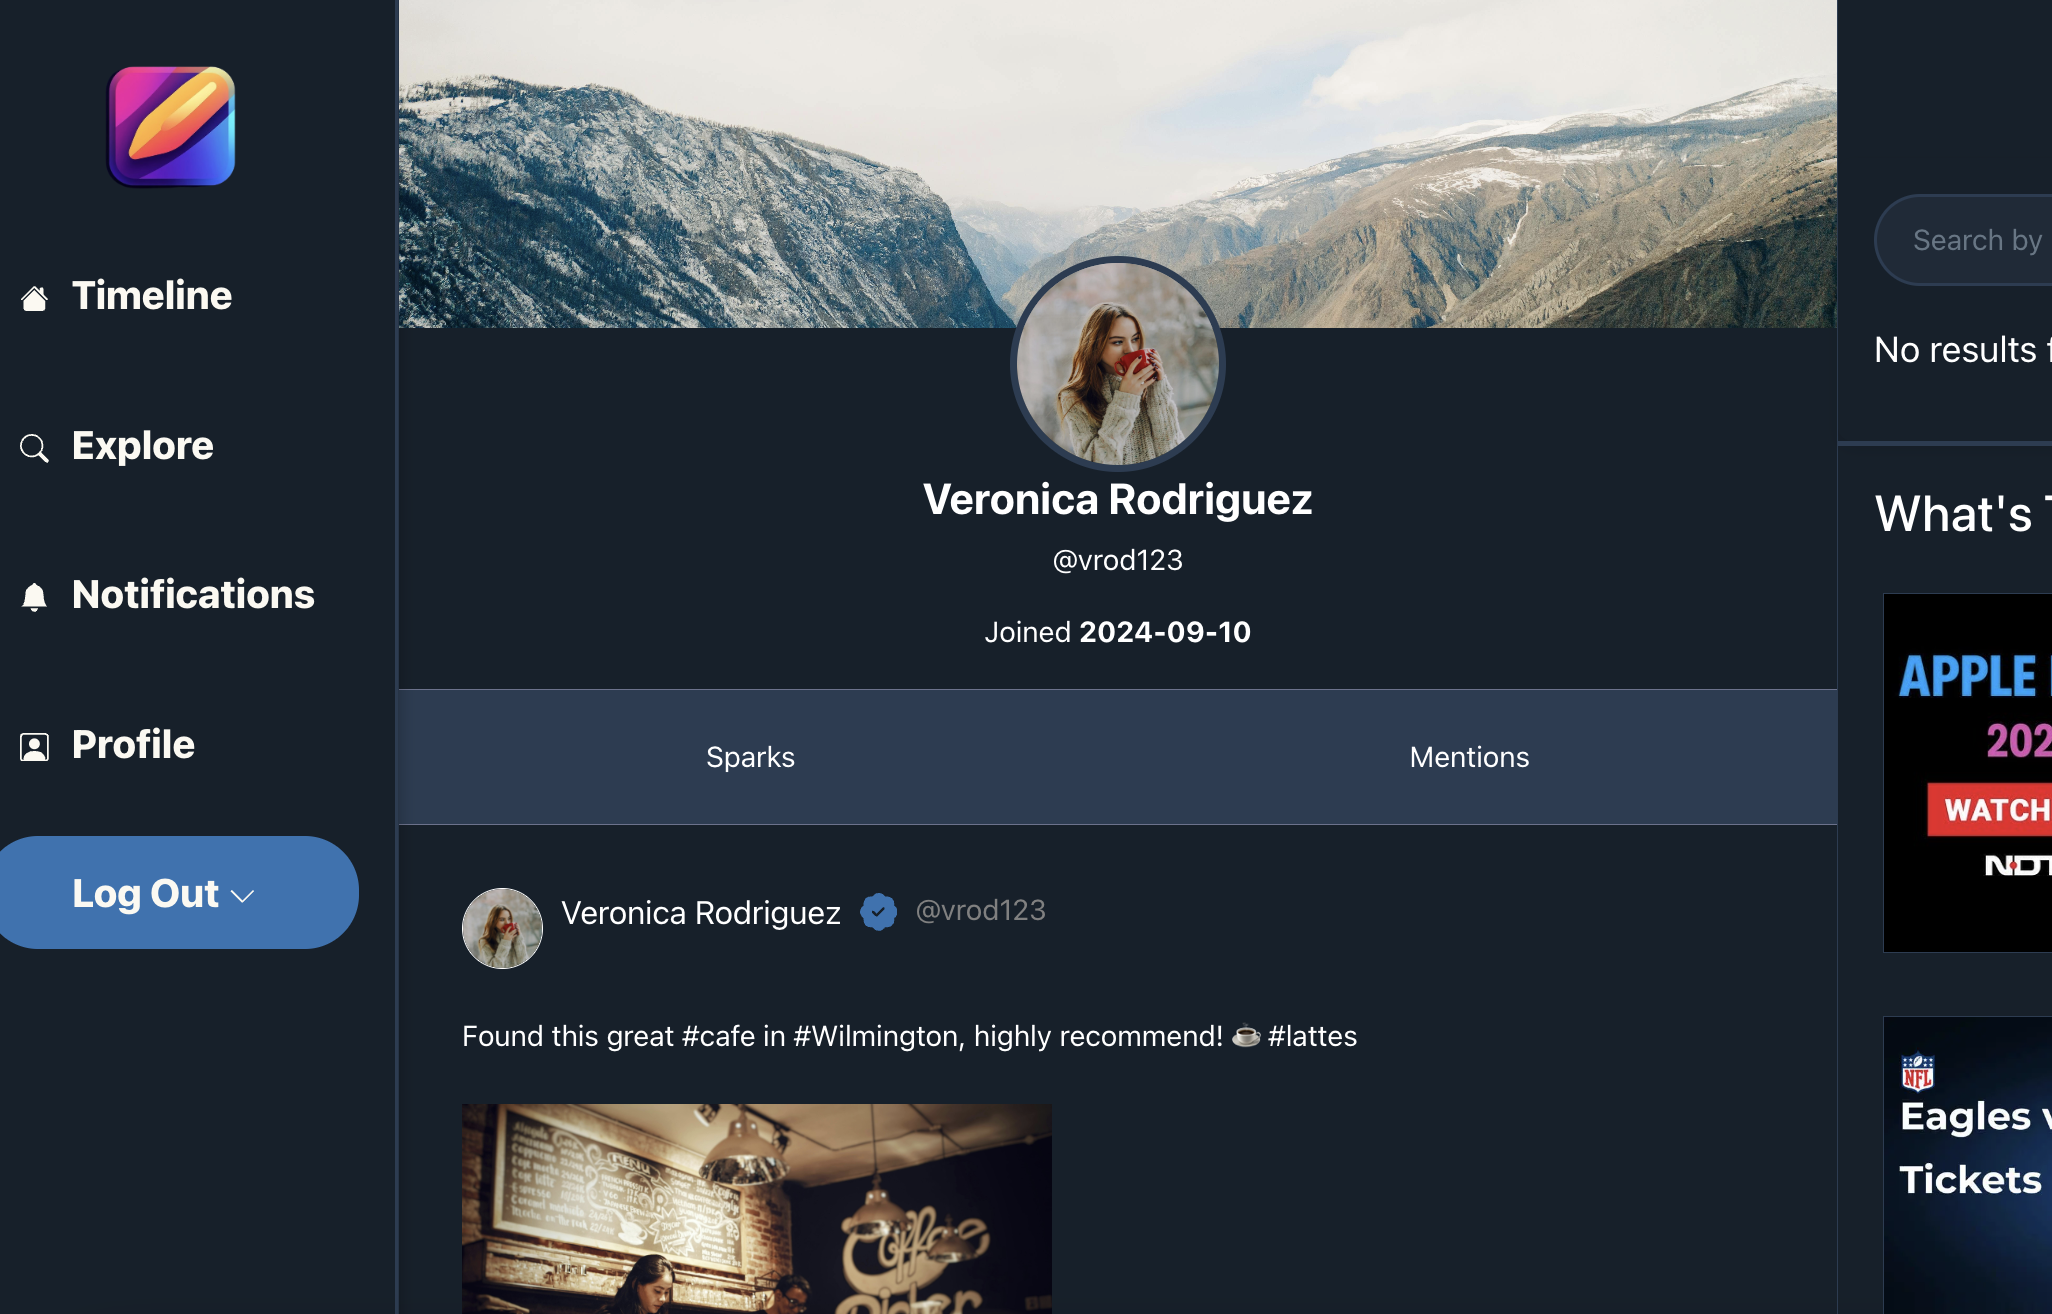 Timeline
Explore
Notifications
Profile
Log Out
Veronica Rodriguez
@vrod123
Joined 2024-09-10
Sparks
Mentions
Veronica Rodriguez @vrod123
Found this great #cafe in #Wilmington, highly recommend! ☕ #lattes
MENU
Coffee
Search by
No results f
What's T
APPLE
202
WATCH
NDT
NFL
Eagles v
Tickets